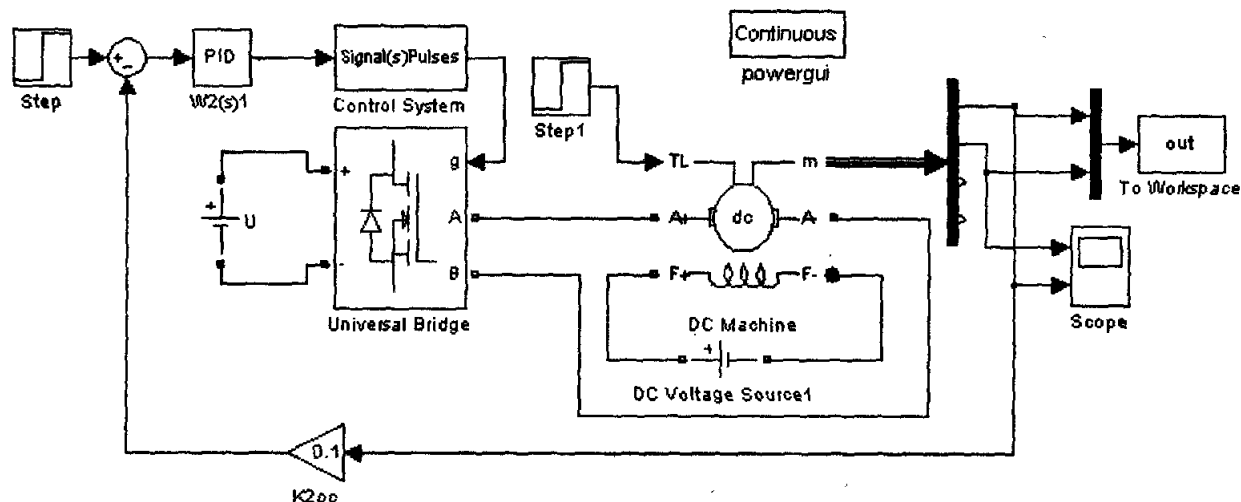 Continuous
powergui
Step
+
-
PID
W2(s)1
Signal(s)Pulses
Control System
Step1
out
To Workspace
TL
m
+
U
+
-
g
A
B
Universal Bridge
A+
dc
A-
F+
F-
DC Machine
+
DC Voltage Source1
Scope
0.1